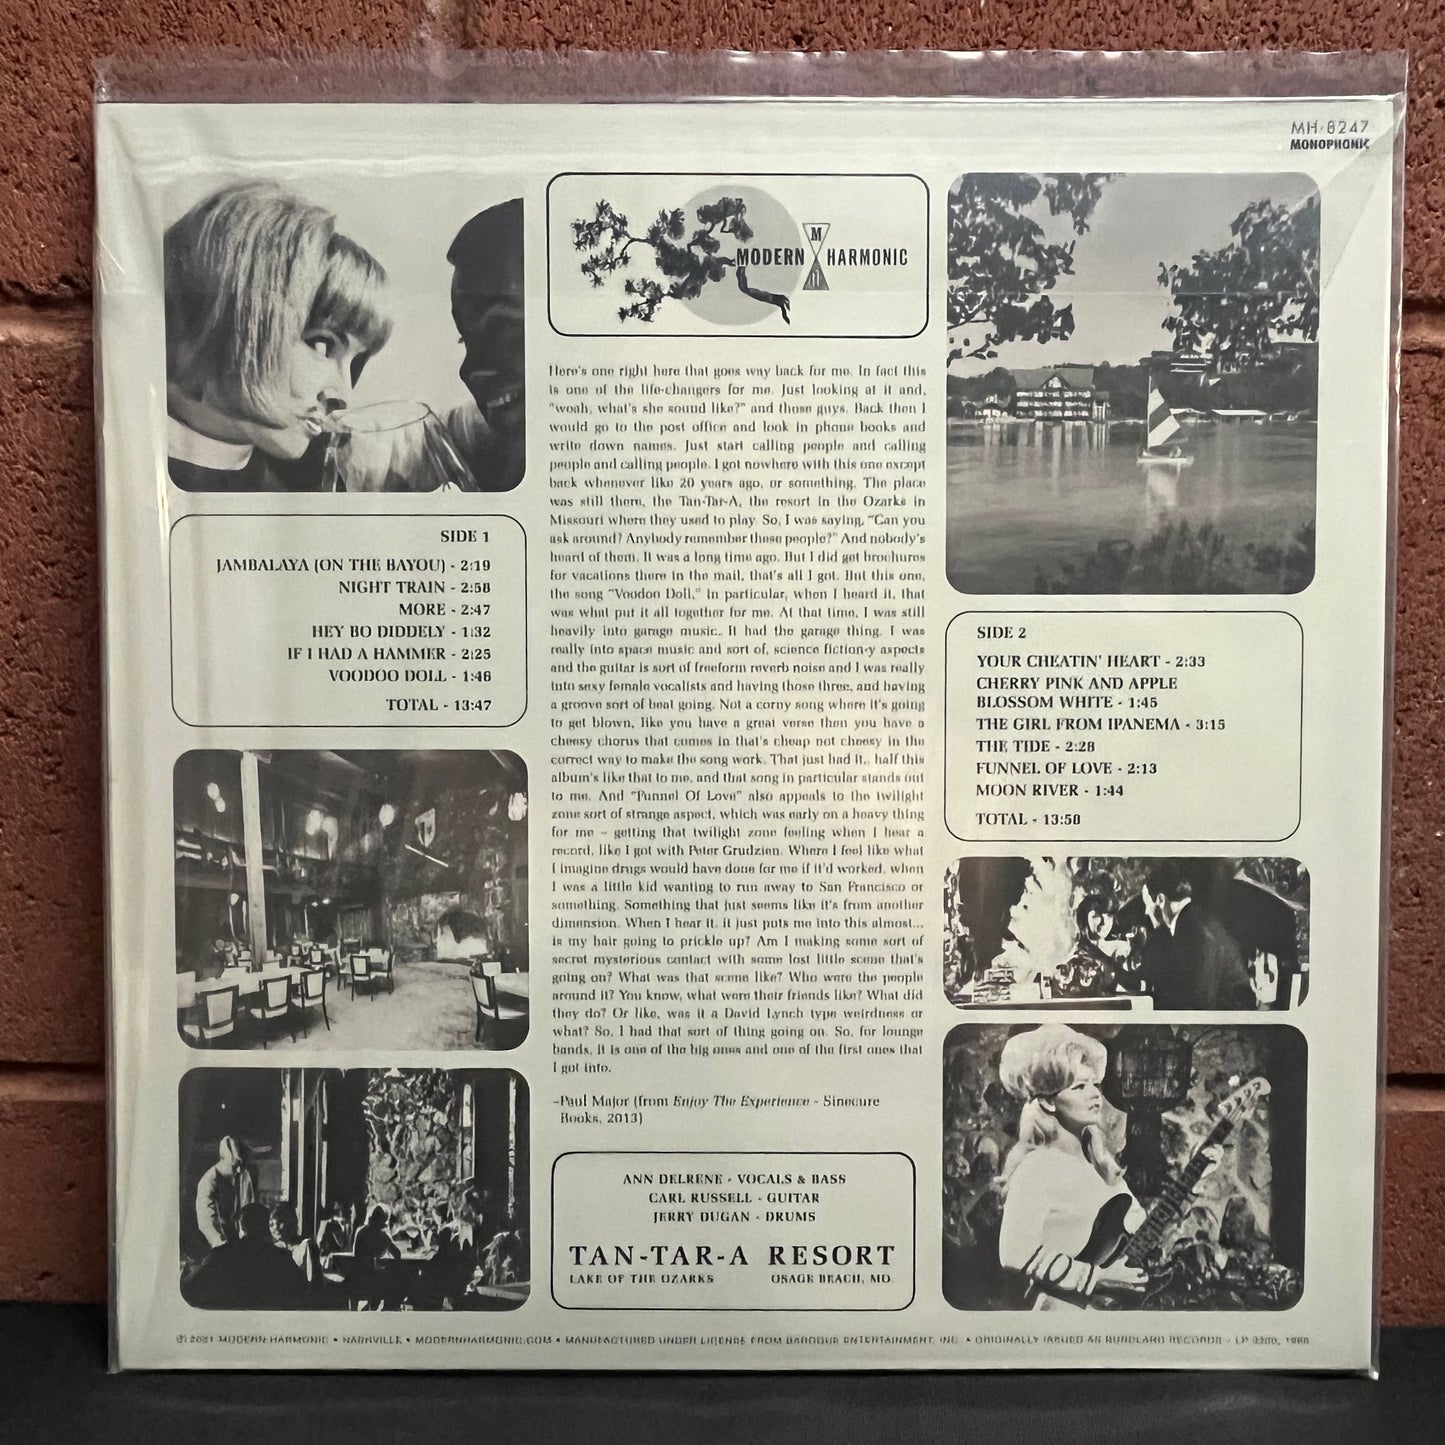 MH-8247
MONOPHONIC
M
MODERN HARMONIC
H
SIDE 1
JAMBALAYA (ON THE BAYOU) - 2:19
NIGHT TRAIN - 2:58
MORE - 2:47
HEY BO DIDDELY - 1:32
IF I HAD A HAMMER - 2:25
VOODOO DOLL - 1:46
TOTAL - 13:47
Here's one right here that goes way back for me. In fact this
is one of the life-changers for me. Just looking at it and,
"woah, what's she sound like?" and those guys. Back then I
would go to the post office and look in phone books and
write down names. Just start calling people and calling
people and calling people. I got nowhere with this one except
back whenever like 20 years ago, or something. The place
was still there, the Tan-Tar-A, the resort in the Ozarks in
Missouri where they used to play. So, I was saying, "Can you
ask around? Anybody remember these people?" And nobody's
heard of them. It was a long time ago. But I did get brochures
for vacations there in the mail, that's all I got. But this one,
the song "Voodoo Doll," in particular, when I heard it, that
was what put it all together for me. At that time, I was still
heavily into garage music. It had the garage thing. I was
really into space music and sort of, science fiction-y aspects
and the guitar is sort of freeform reverb noise and I was really
into sexy female vocalists and having those three, and having
a groove sort of beat going. Not a corny song where it's going
to get blown, like you have a great verse then you have a
cheesy chorus that comes in that's cheap not cheesy in the
correct way to make the song work. That just had it., half this
album's like that to me, and that song in particular stands out
to me. And "Funnel Of Love" also appeals to the twilight
zone sort of strange aspect, which was early on a heavy thing
for me – getting that twilight zone feeling when I hear a
record, like I got with Peter Grudzien. Where I feel like what
I imagine drugs would have done for me if it'd worked, when
I was a little kid wanting to run away to San Francisco or
something. Something that just seems like it's from another
dimension. When I hear it, it just puts me into this almost...
is my hair going to prickle up? Am I making some sort of
secret mysterious contact with some lost little scene that's
going on? What was that scene like? Who were the people
around it? You know, what were their friends like? What did
they do? Or like, was it a David Lynch type weirdness or
what? So, I had that sort of thing going on. So, for lounge
bands, it is one of the big ones and one of the first ones that
I got into.
–Paul Major (from Enjoy The Experience - Sinecure
Books, 2013)
ANN DELRENE - VOCALS & BASS
CARL RUSSELL - GUITAR
JERRY DUGAN - DRUMS
TAN-TAR-A RESORT
LAKE OF THE OZARKS OSAGE BEACH, MO.
SIDE 2
YOUR CHEATIN' HEART - 2:33
CHERRY PINK AND APPLE
BLOSSOM WHITE - 1:45
THE GIRL FROM IPANEMA - 3:15
THE TIDE - 2:28
FUNNEL OF LOVE - 2:13
MOON RIVER - 1:44
TOTAL - 13:58
2021 MODERN HARMONIC • NASHVILLE • MODERNHARMONIC.COM • MANUFACTURED UNDER LICENSE FROM BAROQUE ENTERTAINMENT, INC. • ORIGINALLY ISSUED AS RECORDS - LP